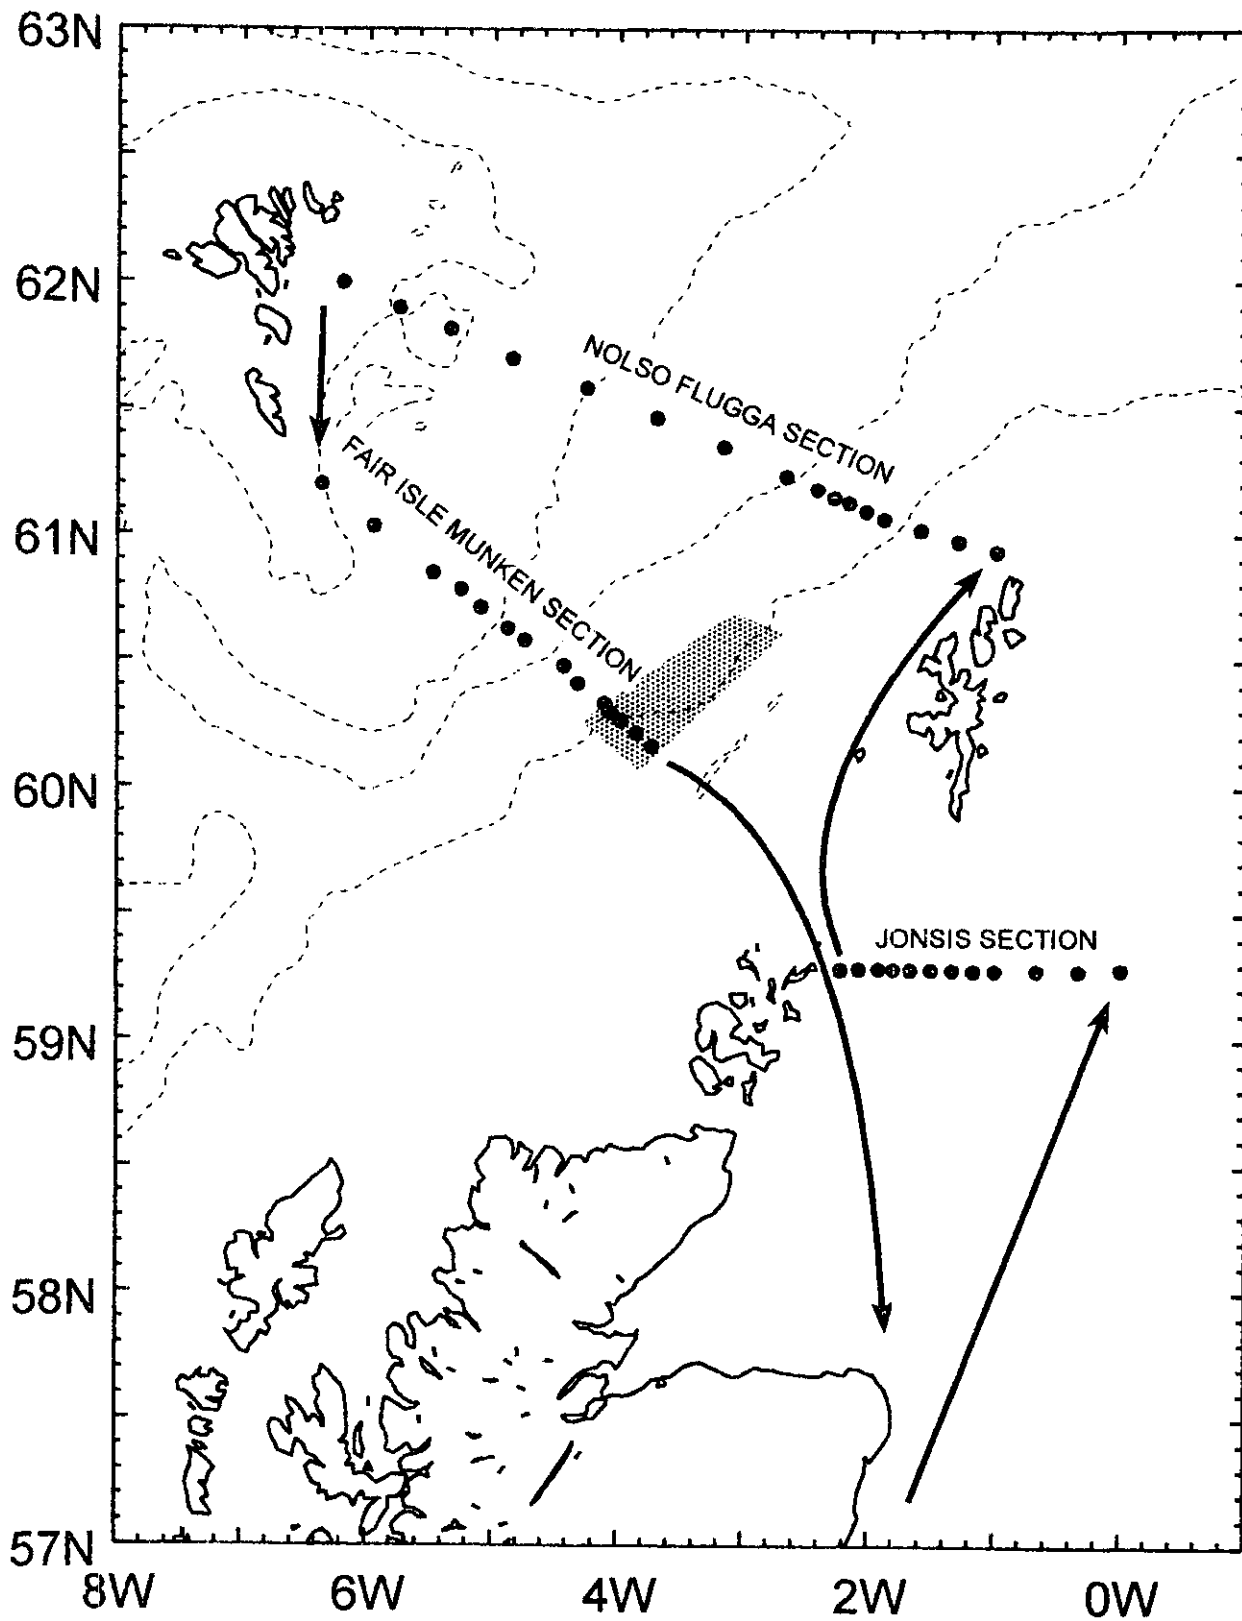 63N
62N
NOLSO FLUGGA SECTION
FAIR ISLE MUNKEN SECTION
61N
60N
JONSIS SECTION
59N
58N
57N
8W 6W 4W 2W 0W